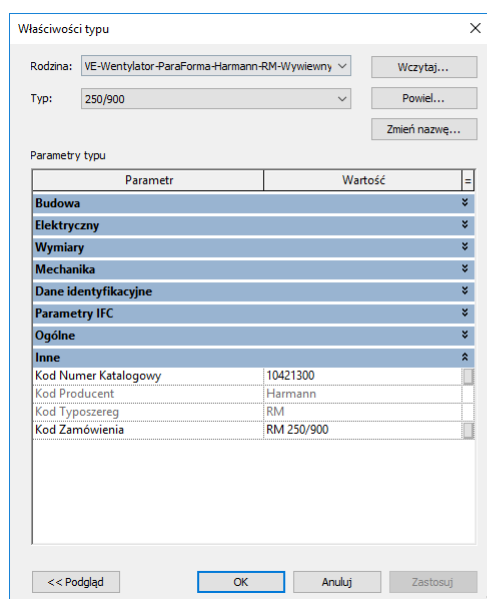 Właściwości typu
Rodzina: VE-Wentylator-ParaForma-Harmann-RM-Wywiewny Wczytaj...
Typ: 250/900 Powiel...
Zmień nazwę...
Parametry typu
Parametr Wartość =
Budowa
Elektryczny
Wymiary
Mechanika
Dane identyfikacyjne
Parametry IFC
Ogólne
Inne
Kod Numer Katalogowy 10421300
Kod Producent Harmann
Kod Typoszereg RM
Kod Zamówienia RM 250/900
<< Podgląd OK Anuluj Zastosuj